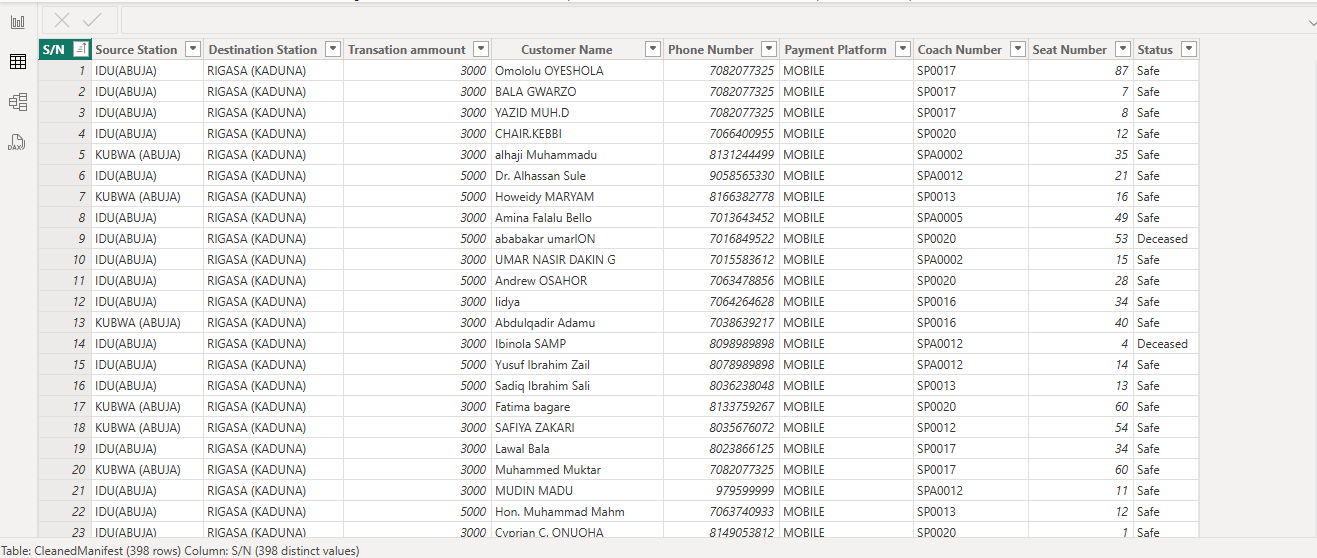 S/N Source Station Destination Station Transation ammount Customer Name Phone Number Payment Platform Coach Number Seat Number Status
1 IDU(ABUJA) RIGASA (KADUNA) 3000 Omololu OYESHOLA 7082077325 MOBILE SP0017 87 Safe
2 IDU(ABUJA) RIGASA (KADUNA) 3000 BALA GWARZO 7082077325 MOBILE SP0017 7 Safe
3 IDU(ABUJA) RIGASA (KADUNA) 3000 YAZID MUH.D 7082077325 MOBILE SP0017 8 Safe
4 IDU(ABUJA) RIGASA (KADUNA) 3000 CHAIR.KEBBI 7066400955 MOBILE SP0020 12 Safe
5 KUBWA (ABUJA) RIGASA (KADUNA) 3000 alhaji Muhammadu 8131244499 MOBILE SPA0002 35 Safe
6 IDU(ABUJA) RIGASA (KADUNA) 5000 Dr. Alhassan Sule 9058565330 MOBILE SPA0012 21 Safe
7 KUBWA (ABUJA) RIGASA (KADUNA) 5000 Howeidy MARYAM 8166382778 MOBILE SP0013 16 Safe
8 IDU(ABUJA) RIGASA (KADUNA) 3000 Amina Falalu Bello 7013643452 MOBILE SPA0005 49 Safe
9 IDU(ABUJA) RIGASA (KADUNA) 5000 ababakar umarION 7016849522 MOBILE SP0020 53 Deceased
10 IDU(ABUJA) RIGASA (KADUNA) 3000 UMAR NASIR DAKIN G 7015583612 MOBILE SPA0002 15 Safe
11 IDU(ABUJA) RIGASA (KADUNA) 5000 Andrew OSAHOR 7063478856 MOBILE SP0020 28 Safe
12 IDU(ABUJA) RIGASA (KADUNA) 3000 lidya 7064264628 MOBILE SP0016 34 Safe
13 KUBWA (ABUJA) RIGASA (KADUNA) 3000 Abdulqadir Adamu 7038639217 MOBILE SP0016 40 Safe
14 IDU(ABUJA) RIGASA (KADUNA) 3000 Ibinola SAMP 8098989898 MOBILE SPA0012 4 Deceased
15 IDU(ABUJA) RIGASA (KADUNA) 5000 Yusuf Ibrahim Zail 8078989898 MOBILE SPA0012 14 Safe
16 IDU(ABUJA) RIGASA (KADUNA) 5000 Sadiq Ibrahim Sali 8036238048 MOBILE SP0013 13 Safe
17 KUBWA (ABUJA) RIGASA (KADUNA) 3000 Fatima bagare 8133759267 MOBILE SP0020 60 Safe
18 KUBWA (ABUJA) RIGASA (KADUNA) 3000 SAFIYA ZAKARI 8035676072 MOBILE SP0012 54 Safe
19 IDU(ABUJA) RIGASA (KADUNA) 3000 Lawal Bala 8023866125 MOBILE SP0017 34 Safe
20 KUBWA (ABUJA) RIGASA (KADUNA) 3000 Muhammed Muktar 7082077325 MOBILE SP0017 60 Safe
21 IDU(ABUJA) RIGASA (KADUNA) 3000 MUDIN MADU 979599999 MOBILE SPA0012 11 Safe
22 IDU(ABUJA) RIGASA (KADUNA) 5000 Hon. Muhammad Mahm 7063740933 MOBILE SP0013 12 Safe
23 IDU(ABUJA) RIGASA (KADUNA) 3000 Cyprian C. ONUOHA 8149053812 MOBILE SP0020 1 Safe
Table: CleanedManifest (398 rows) Column: S/N (398 distinct values)
DAX